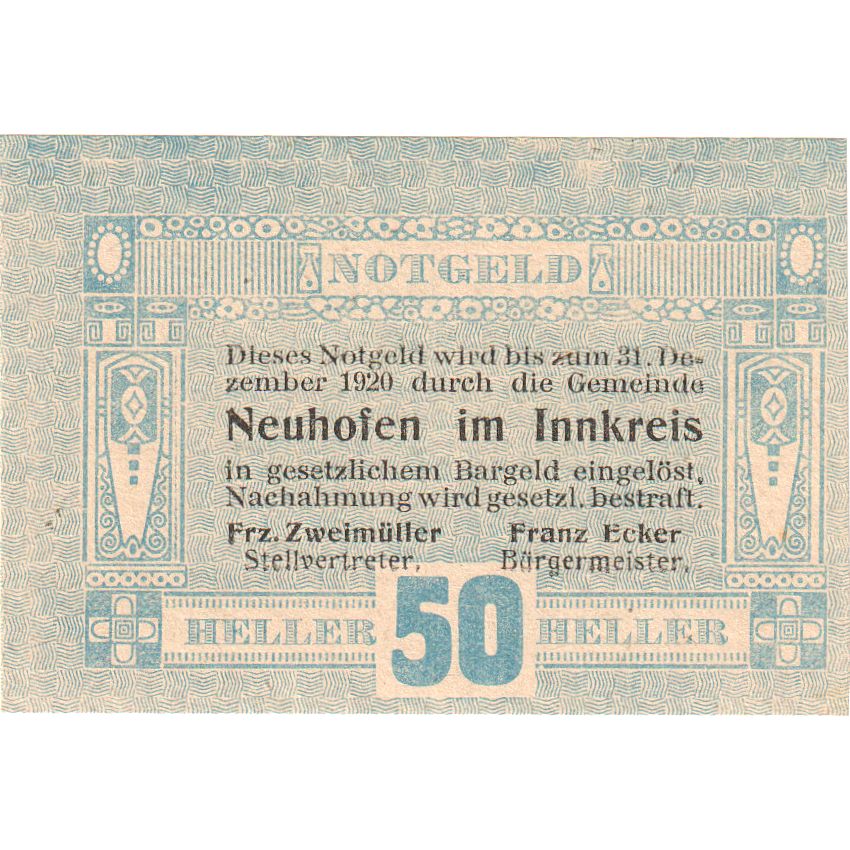 NOTGELD
Dieses Notgeld wird bis zum 31. De=
zember 1920 durch die Gemeinde
Neuhofen im Innkreis
in gesetzlichem Bargeld eingelöst,
Nachahmung wird gesetzl. bestraft.
Frz. Zweimüller Franz Ecker
Stellvertreter. Bürgermeister.
HELLER 50 HELLER